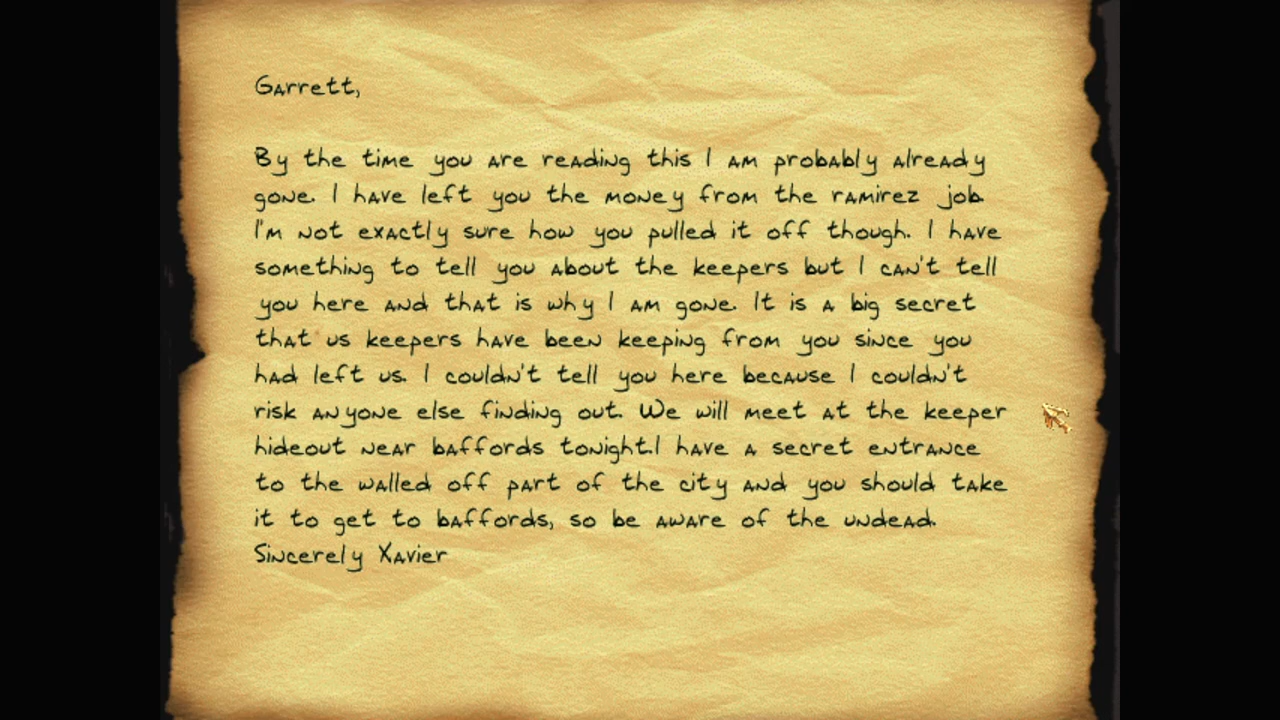 Garrett,
By the time you are reading this I am probably already
gone. I have left you the money from the ramirez job.
I'm not exactly sure how you pulled it off though. I have
something to tell you about the keepers but I can't tell
you here and that is why I am gone. It is a big secret
that us keepers have been keeping from you since you
had left us. I couldn't tell you here because I couldn't
risk anyone else finding out. We will meet at the keeper
hideout near baffords tonight.I have a secret entrance
to the walled off part of the city and you should take
it to get to baffords, so be aware of the undead.
Sincerely Xavier